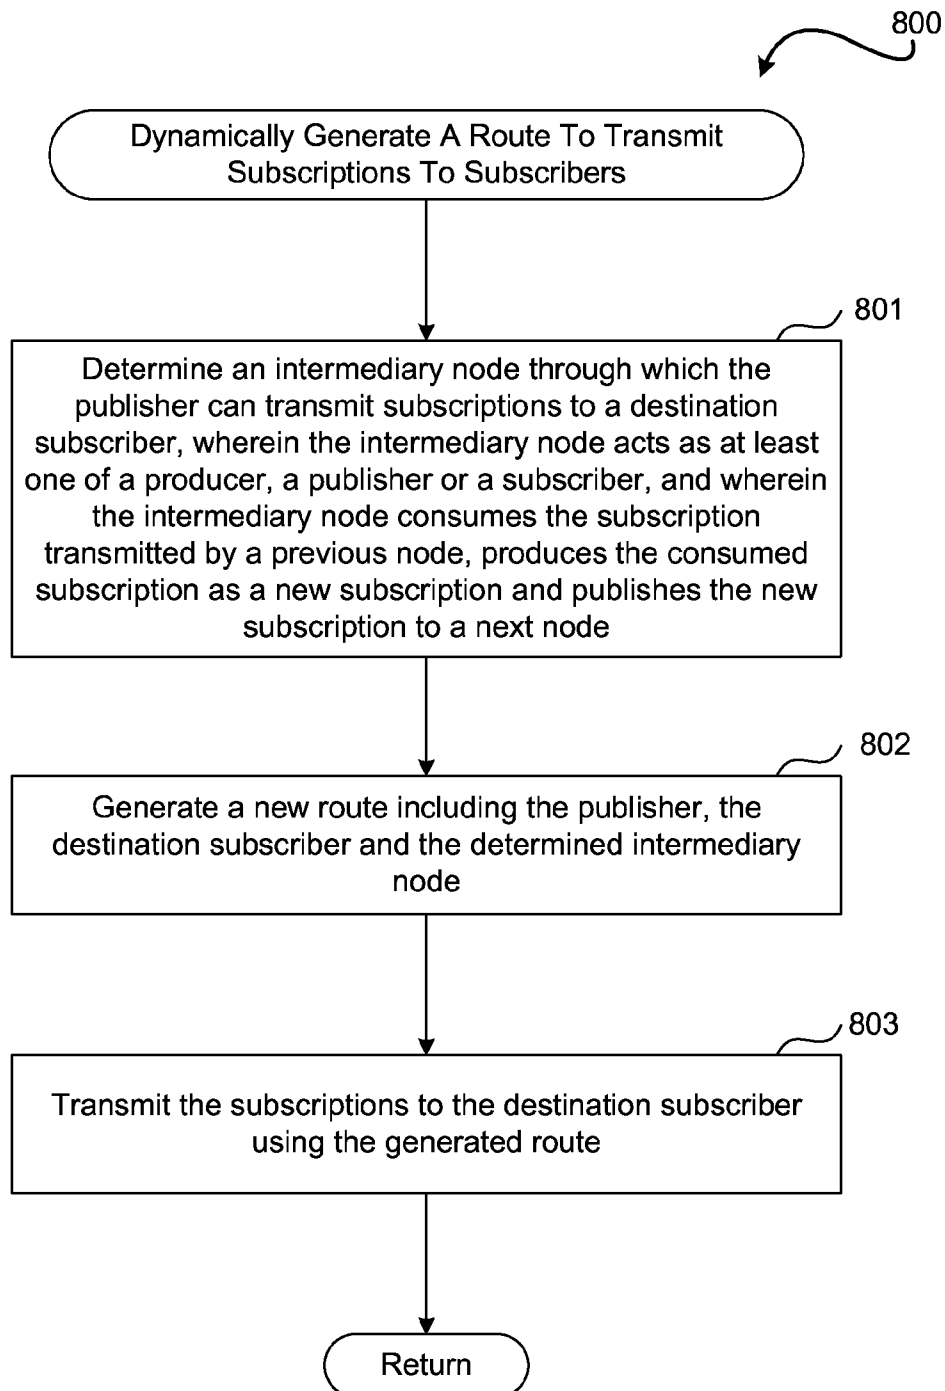 800
Dynamically Generate A Route To Transmit
Subscriptions To Subscribers
801
Determine an intermediary node through which the
publisher can transmit subscriptions to a destination
subscriber, wherein the intermediary node acts as at least
one of a producer, a publisher or a subscriber, and wherein
the intermediary node consumes the subscription
transmitted by a previous node, produces the consumed
subscription as a new subscription and publishes the new
subscription to a next node
802
Generate a new route including the publisher, the
destination subscriber and the determined intermediary
node
803
Transmit the subscriptions to the destination subscriber
using the generated route
Return